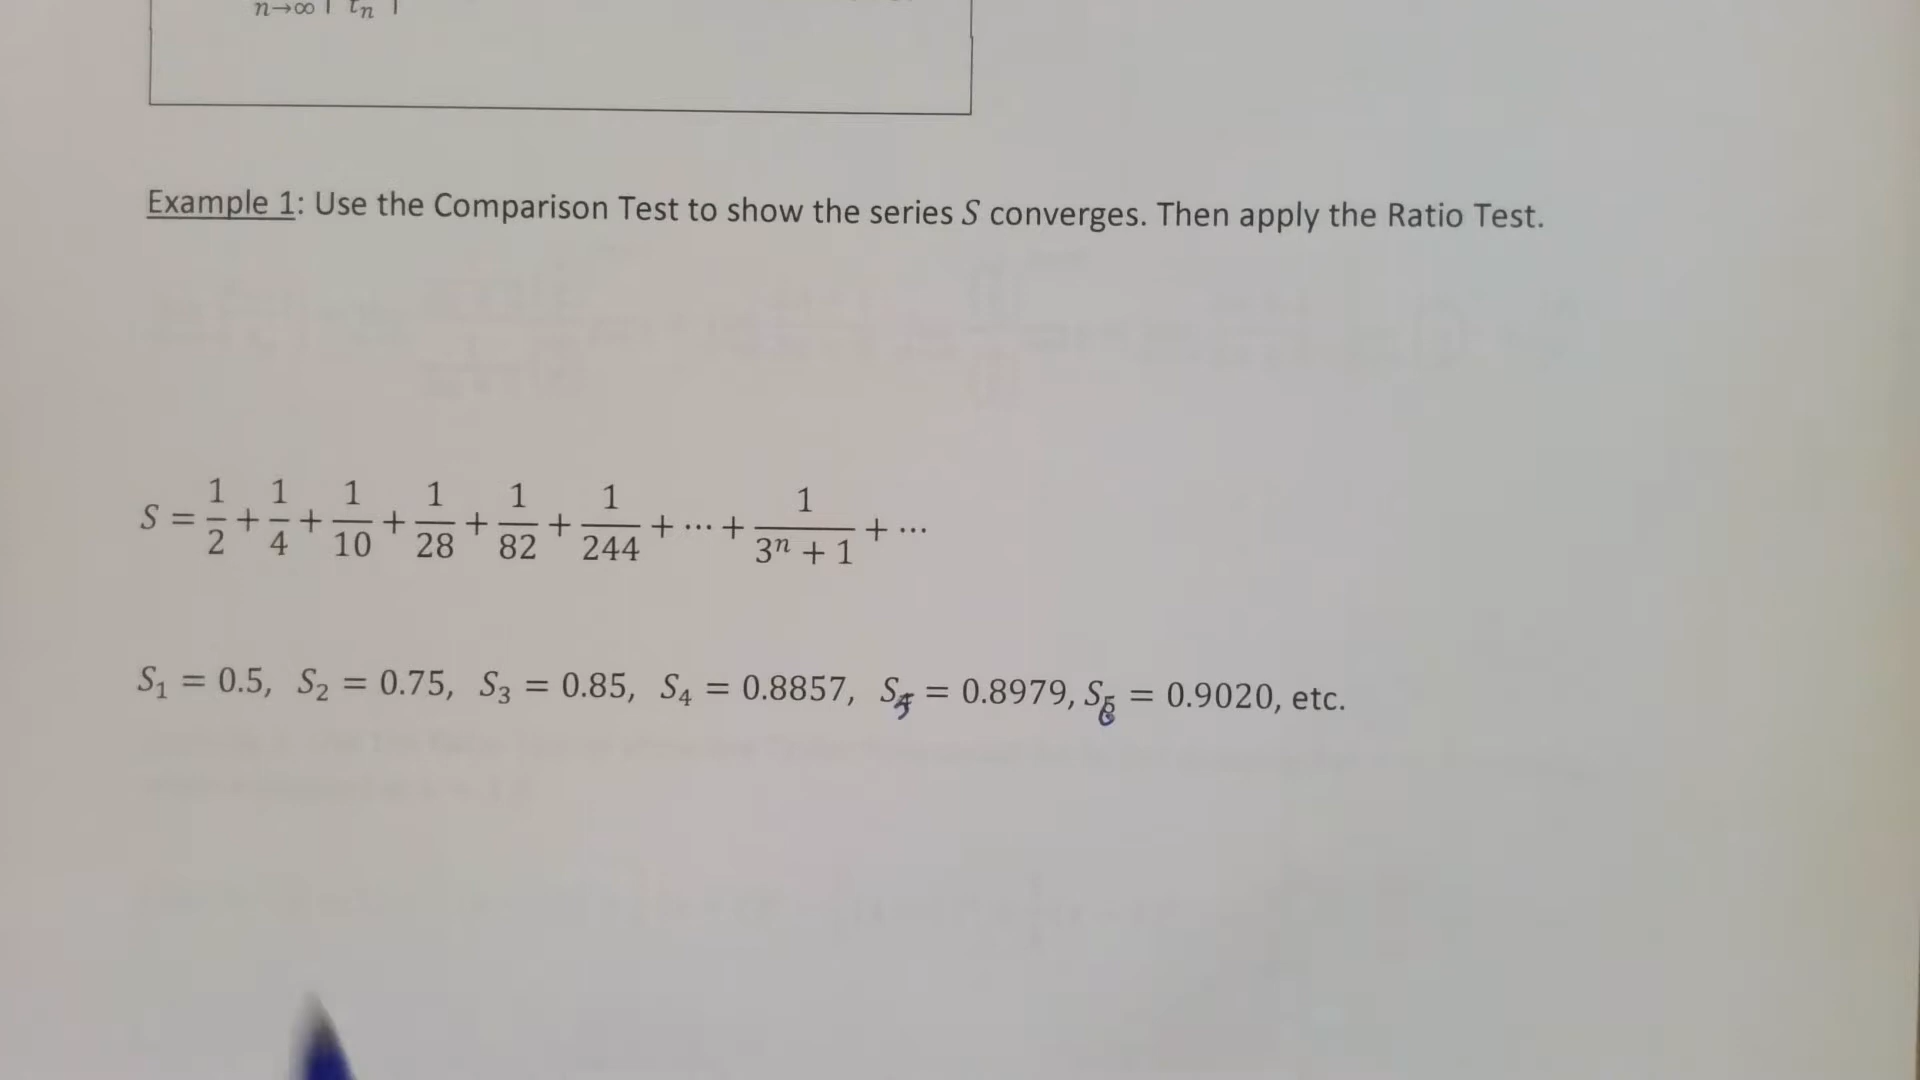 n→∞ | tₙ |
Example 1: Use the Comparison Test to show the series S converges. Then apply the Ratio Test.
S = 1/2 + 1/4 + 1/10 + 1/28 + 1/82 + 1/244 + ⋯ + 1/(3ⁿ + 1) + ⋯
S₁ = 0.5, S₂ = 0.75, S₃ = 0.85, S₄ = 0.8857, S₅ = 0.8979, S₆ = 0.9020, etc.